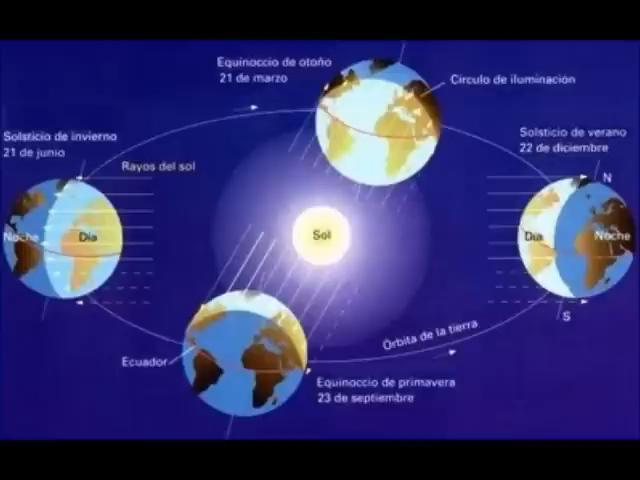 Equinoccio de otoño
21 de marzo
Círculo de iluminación
Solsticio de invierno
21 de junio
Rayos del sol
Solsticio de verano
22 de diciembre
N
Noche
Día
Sol
Día
Noche
S
Órbita de la tierra
Ecuador
Equinoccio de primavera
23 de septiembre